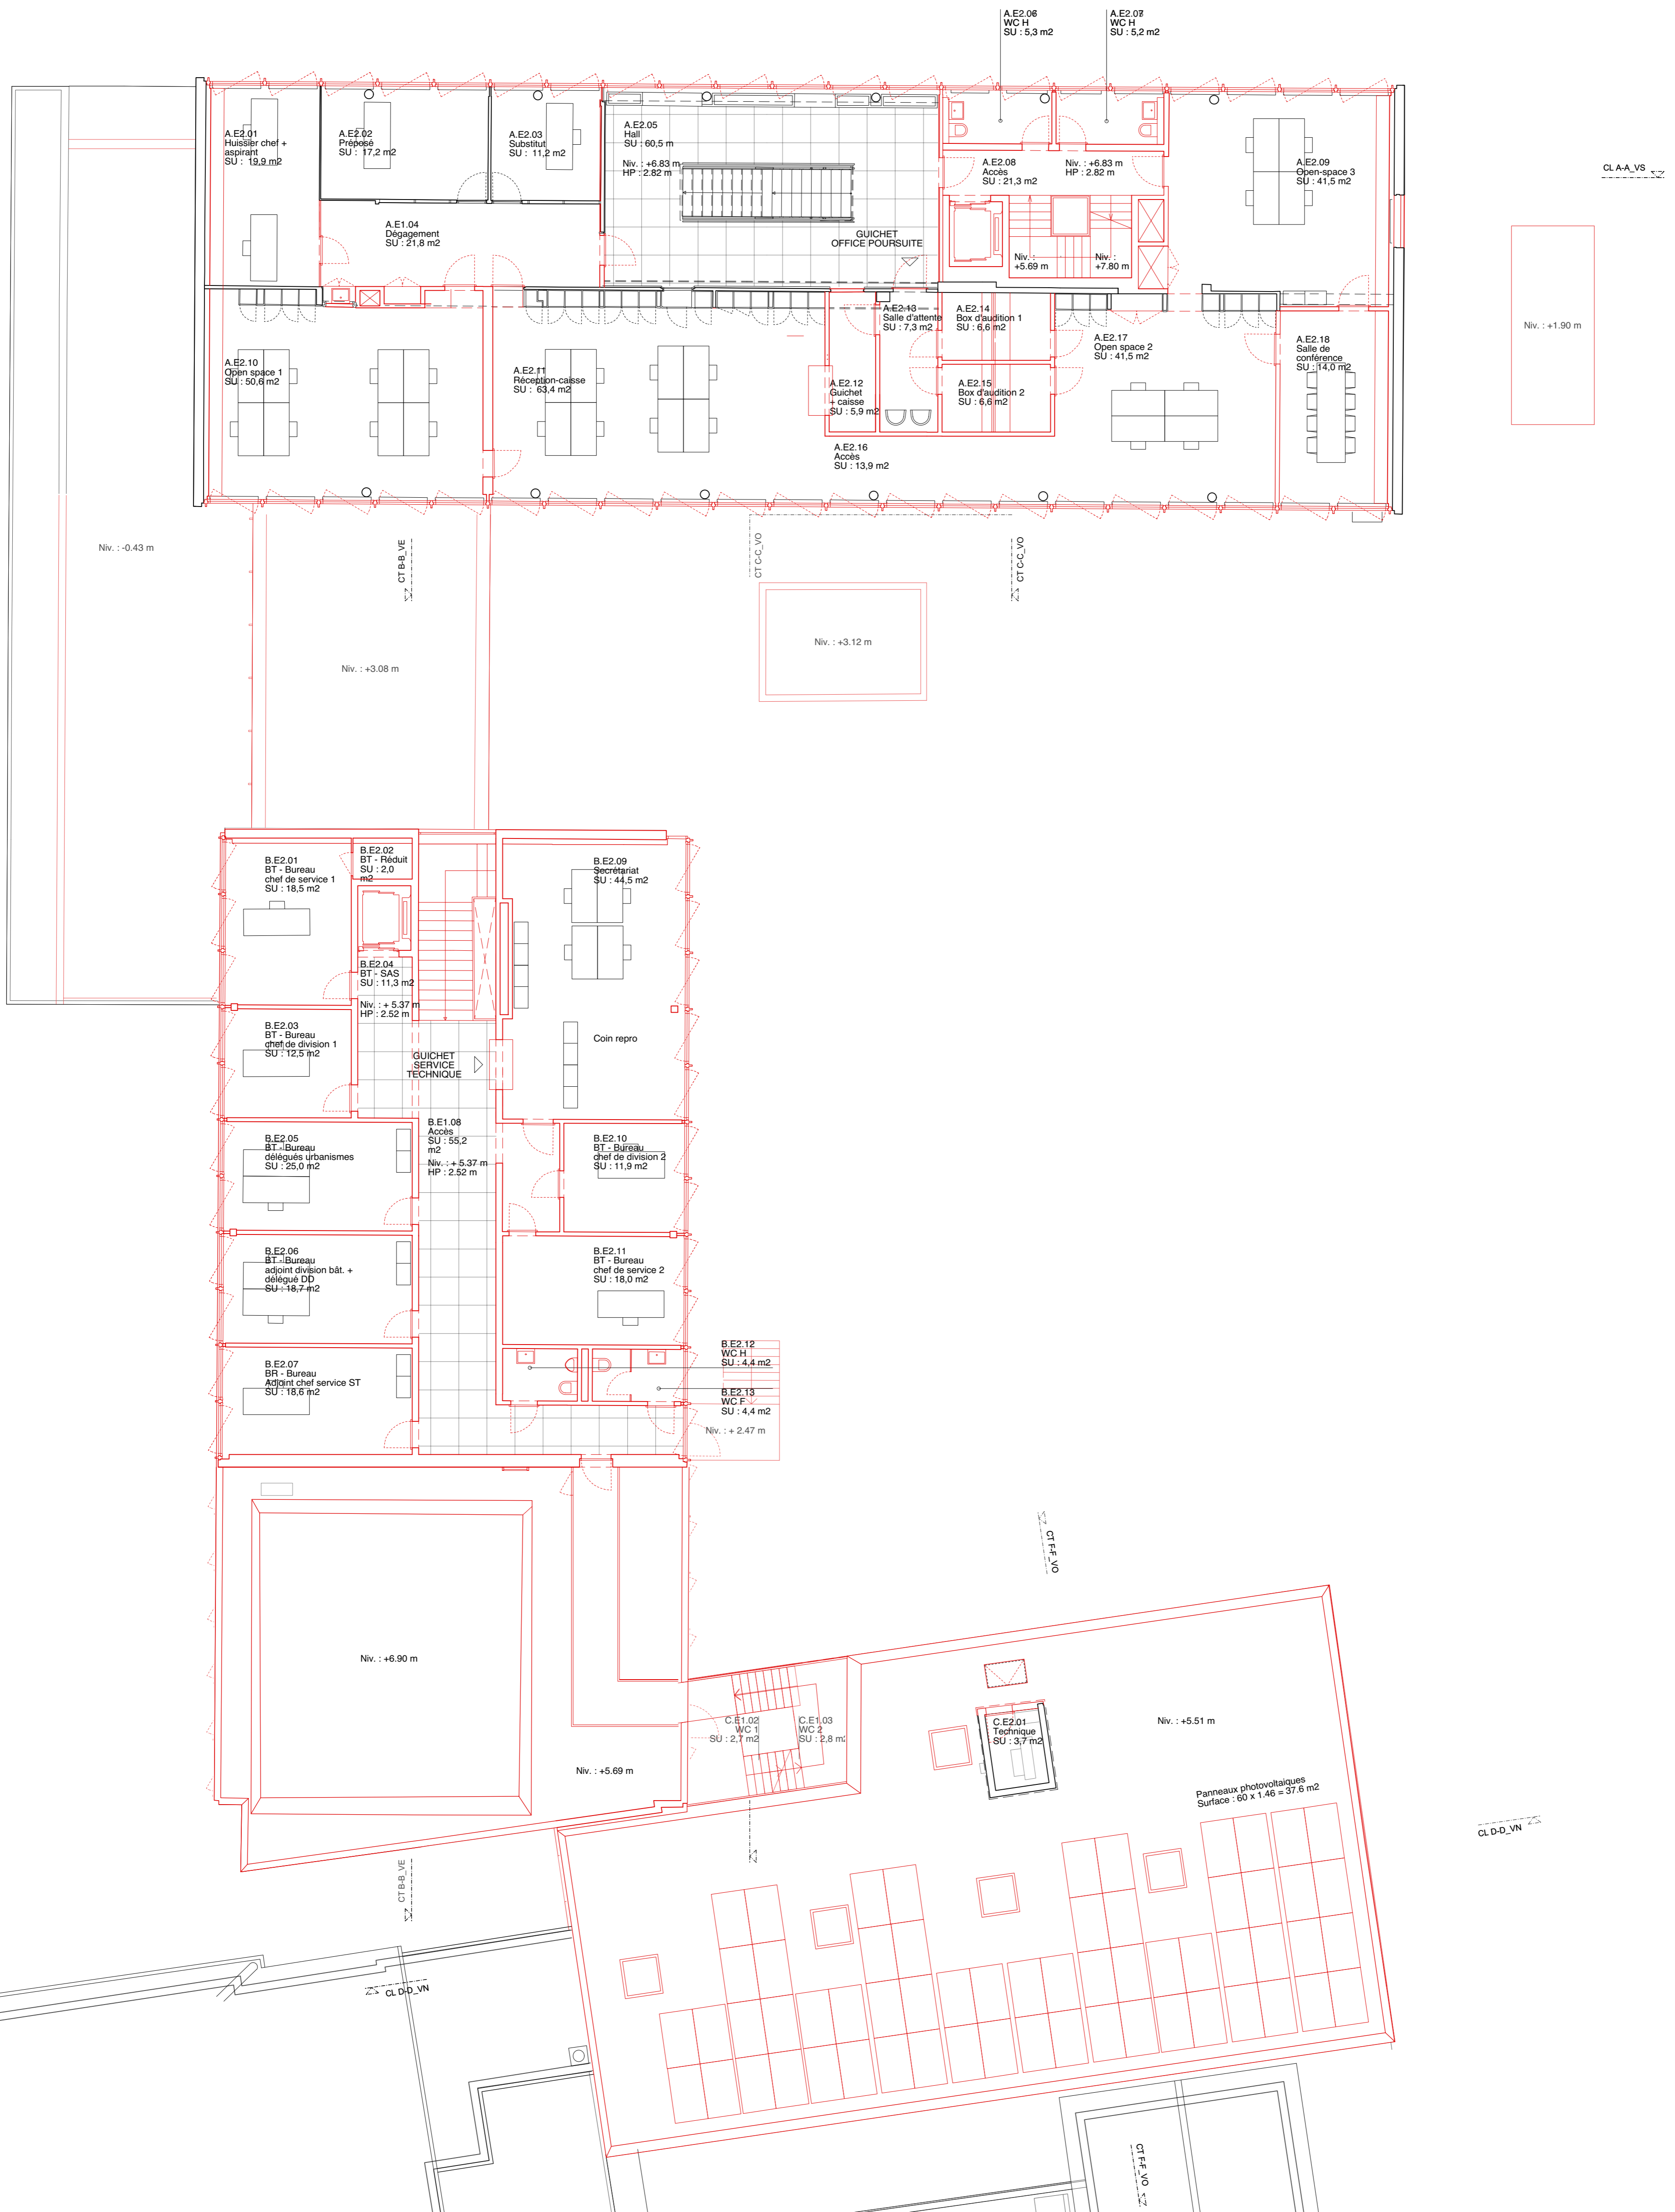 A.E2.06
WC H
SU : 5,3 m2
A.E2.07
WC H
SU : 5,2 m2
A.E2.01
Huissier chef +
aspirant
SU : 19,9 m2
A.E2.02
Préposé
SU : 17,2 m2
A.E2.03
Substitut
SU : 11,2 m2
A.E2.05
Hall
SU : 60,5 m
Niv. : +6.83 m
HP : 2.82 m
A.E2.08
Accès
SU : 21,3 m2
Niv. : +6.83 m
HP : 2.82 m
A.E2.09
Open-space 3
SU : 41,5 m2
CL A-A_VS
A.E1.04
Dégagement
SU : 21,8 m2
GUICHET
OFFICE POURSUITE
Niv. :
+5.69 m
Niv. :
+7.80 m
Niv. : +1.90 m
A.E2.10
Open space 1
SU : 50,6 m2
A.E2.11
Réception-caisse
SU : 63,4 m2
A.E2.12
Guichet
+ caisse
SU : 5,9 m2
A.E2.13
Salle d'attente
SU : 7,3 m2
A.E2.14
Box d'audition 1
SU : 6,6 m2
A.E2.15
Box d'audition 2
SU : 6,6 m2
A.E2.17
Open space 2
SU : 41,5 m2
A.E2.18
Salle de
conférence
SU : 14,0 m2
A.E2.16
Accès
SU : 13,9 m2
Niv. : -0.43 m
CT B-B_VE
CT C-C_VO
CT C-C_VO
Niv. : +3.08 m
Niv. : +3.12 m
B.E2.01
BT - Bureau
chef de service 1
SU : 18,5 m2
B.E2.02
BT - Réduit
SU : 2,0
m2
B.E2.09
Secrétariat
SU : 44,5 m2
B.E2.04
BT - SAS
SU : 11,3 m2
Niv. : + 5.37 m
HP : 2.52 m
B.E2.03
BT - Bureau
chef de division 1
SU : 12,5 m2
GUICHET
SERVICE
TECHNIQUE
Coin repro
B.E2.05
BT - Bureau
délégués urbanismes
SU : 25,0 m2
B.E1.08
Accès
SU : 55,2
m2
Niv. : + 5.37 m
HP : 2.52 m
B.E2.10
BT - Bureau
chef de division 2
SU : 11,9 m2
B.E2.06
BT - Bureau
adjoint division bât. +
délégué DD
SU : 18,7 m2
B.E2.11
BT - Bureau
chef de service 2
SU : 18,0 m2
B.E2.07
BR - Bureau
Adjoint chef service ST
SU : 18,6 m2
B.E2.12
WC H
SU : 4,4 m2
B.E2.13
WC F
SU : 4,4 m2
Niv. : + 2.47 m
CT F-F_VO
Niv. : +6.90 m
Niv. : +5.69 m
C.E1.02
WC 1
SU : 2,7 m2
C.E1.03
WC 2
SU : 2,8 m2
C.E2.01
Technique
SU : 3,7 m2
Niv. : +5.51 m
Panneaux photovoltaiques
Surface : 60 x 1.46 = 37.6 m2
CL D-D_VN
CT B-B_VE
CL D-D_VN
CT F-F_VO